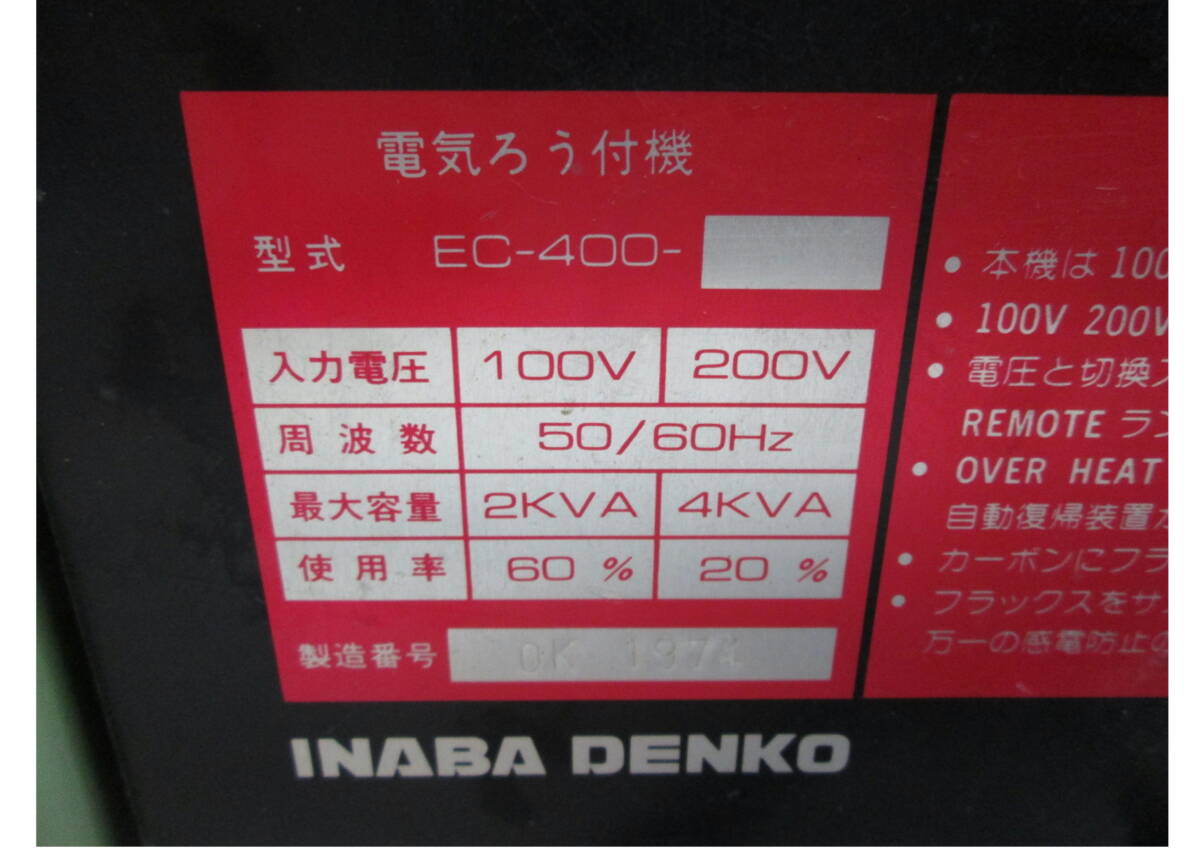 電気ろう付機
型式 EC-400-
入力電圧 100V 200V
周波数 50/60Hz
最大容量 2KVA 4KVA
使用率 60 % 20 %
製造番号 OK
INABA DENKO
• 本機は 100
• 100V 200V
• 電圧と切換
REMOTE ラン
• OVER HEAT
自動復帰装置
• カーボンにフラ
• フラックスをサ
万一の感電防止の